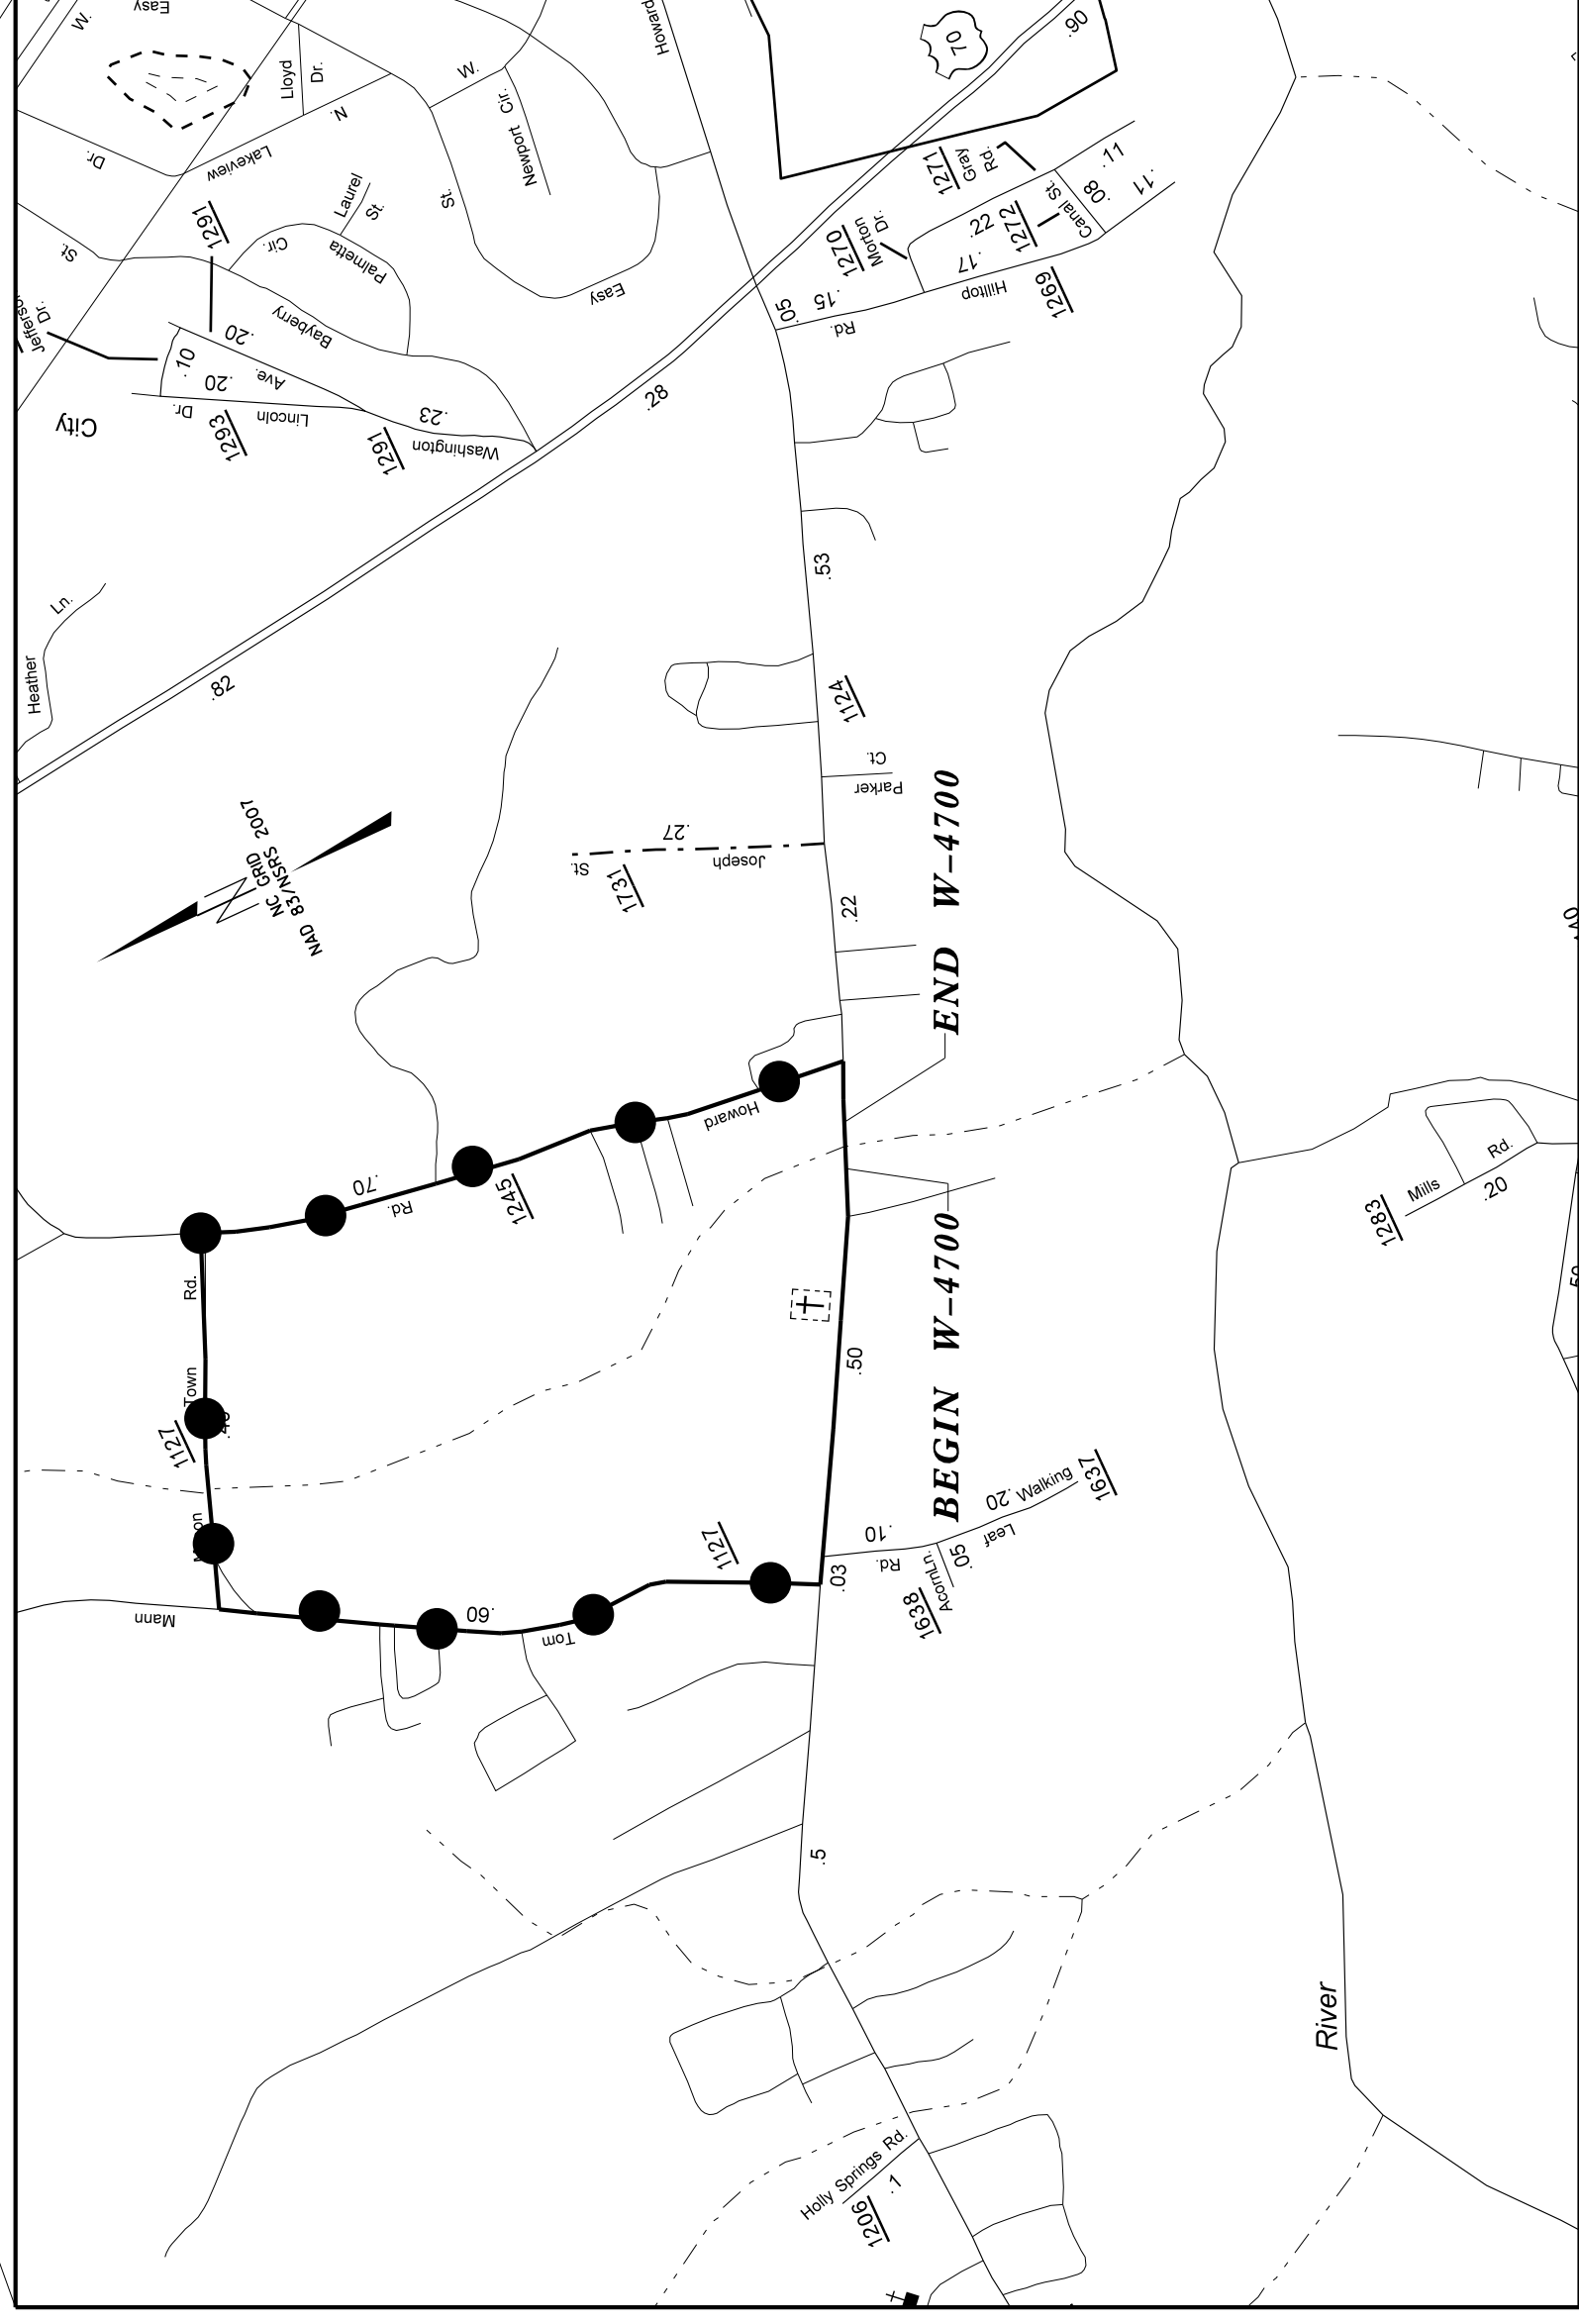 Easy
W.
Howard
70
.90
Lloyd
Dr.
W.
N.
Dr.
Lakeview
Newport Cir.
St.
1271
Gray
Rd.
.11
.11
.08
Canal St.
1272
.22
.17
1291
Laurel
St.
Cir.
Palmetta
St.
Easy
1270
Morton
Dr.
Hilltop
1269
.15
.05
Rd.
Dr.
.10
.20
Bayberry
.20
Ave.
Dr.
Lincoln
1293
City
.23
1291
Washington
.28
.53
Ln.
Heather
.82
1124
Ct.
Parker
NC GRID
NAD 83/NSRS 2007
.27
Joseph
St.
1731
.22
END W-4700
Howard
.70
Rd.
1245
Rd.
Town
1127
1283
Mills
Rd.
.20
.50
BEGIN W-4700
1127
.10
Rd.
.03
.20
Walking
Leaf
1637
.05
AcornLn.
1638
Mann
.60
Tom
.5
River
Holly Springs Rd.
.1
1206